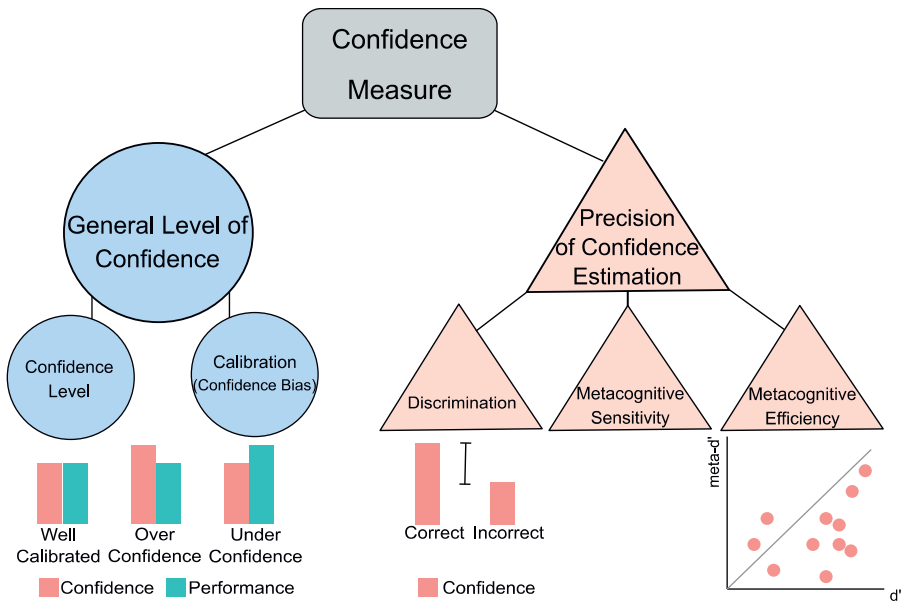 Confidence
Measure
General Level of
Confidence
Precision
of Confidence
Estimation
Confidence
Level
Calibration
(Confidence Bias)
Discrimination
Metacognitive
Sensitivity
Metacognitive
Efficiency
Well
Calibrated
Over
Confidence
Under
Confidence
Confidence
Performance
Correct
Incorrect
Confidence
meta-d'
d'